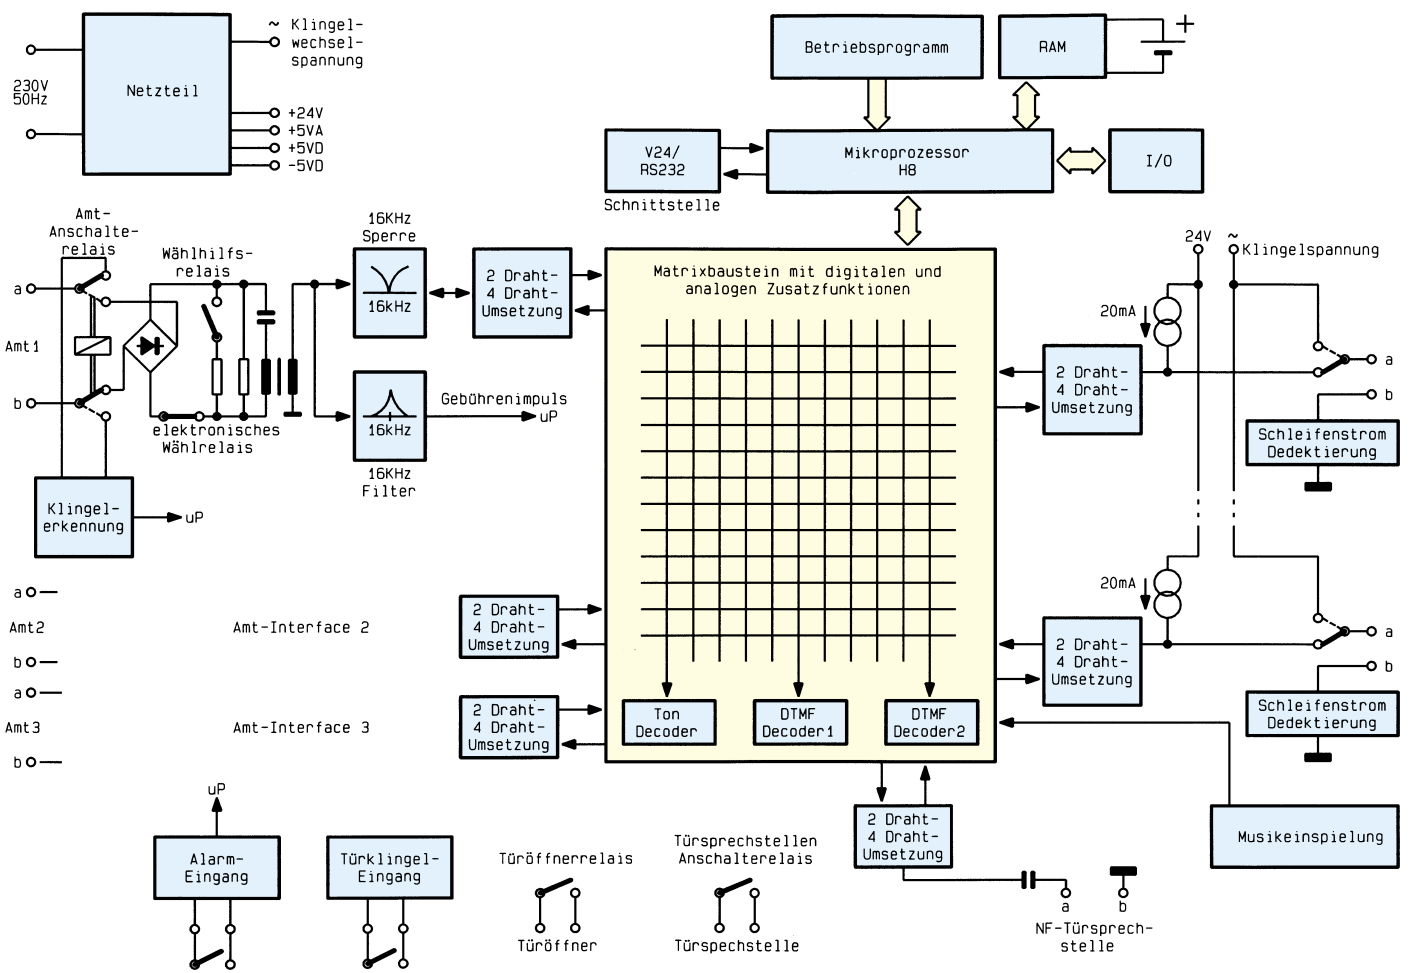 ~ Klingel-
wechsel-
spannung
230V
50Hz
Netzteil
+24V
+5VA
+5VD
-5VD
Betriebsprogramm
RAM
+
V24/
RS232
Schnittstelle
Mikroprozessor
H8
I/O
Amt-
Anschalte-
relais
Wählhilfs-
relais
16KHz
Sperre
16kHz
2 Draht-
4 Draht-
Umsetzung
a
Amt1
b
elektronisches
Wählrelais
16kHz
16KHz
Filter
Gebührenimpuls
uP
Klingel-
erkennung
uP
Matrixbaustein mit digitalen und
analogen Zusatzfunktionen
24V
~
Klingelspannung
20mA
2 Draht-
4 Draht-
Umsetzung
a
b
Schleifenstrom
Dedektierung
20mA
2 Draht-
4 Draht-
Umsetzung
a
b
Schleifenstrom
Dedektierung
a
Amt2
b
Amt-Interface 2
2 Draht-
4 Draht-
Umsetzung
a
Amt3
b
Amt-Interface 3
2 Draht-
4 Draht-
Umsetzung
Ton
Decoder
DTMF
Decoder1
DTMF
Decoder2
uP
Alarm-
Eingang
Türklingel-
Eingang
Türöffnerrelais
Türöffner
Türsprechstellen
Anschalterelais
Türspechstelle
2 Draht-
4 Draht-
Umsetzung
a
b
NF-Türsprech-
stelle
Musikeinspielung